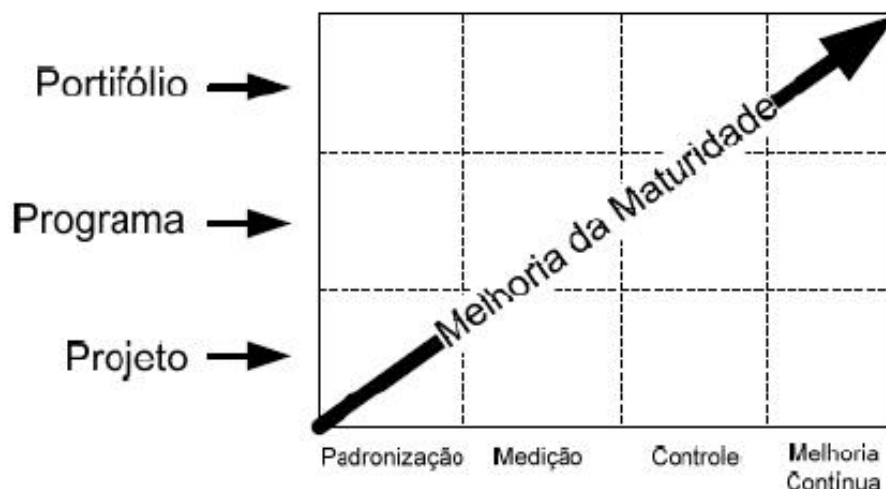 Portifólio
Programa
Melhoria da Maturidade
Projeto
Padronização
Medição
Controle
Melhoria
Contínua